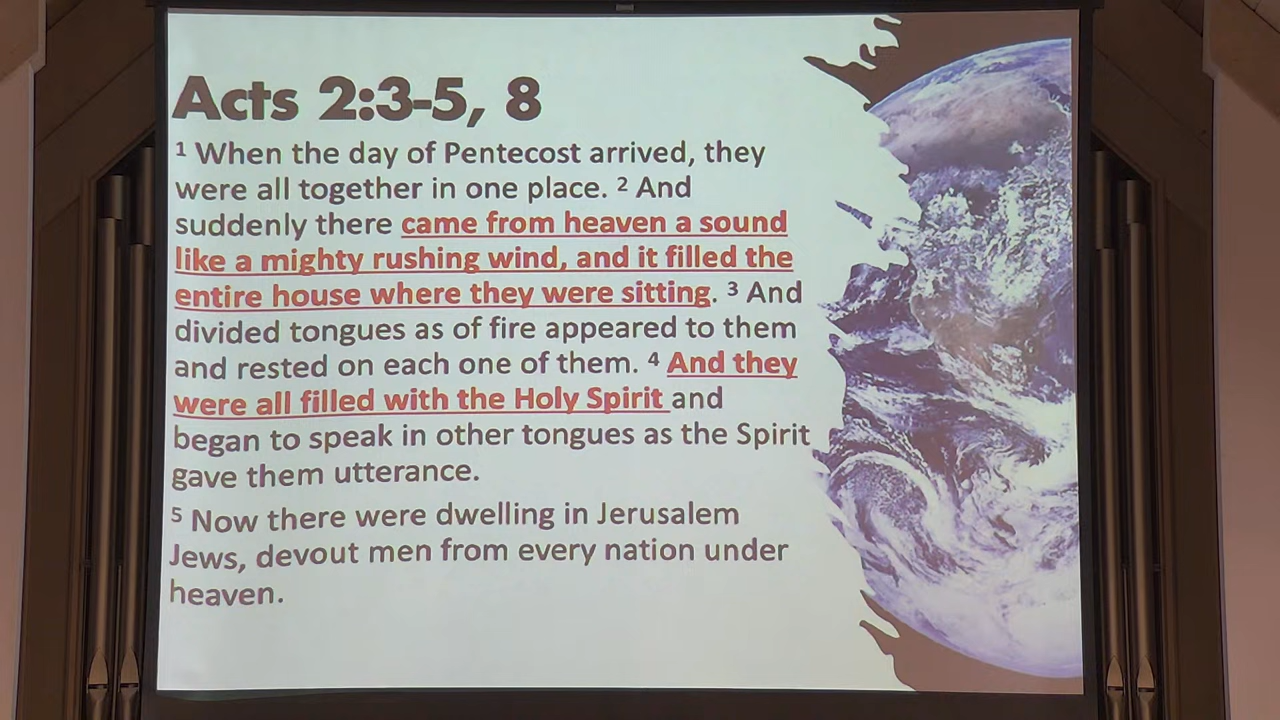 Acts 2:3-5, 8
¹ When the day of Pentecost arrived, they
were all together in one place. ² And
suddenly there came from heaven a sound
like a mighty rushing wind, and it filled the
entire house where they were sitting. ³ And
divided tongues as of fire appeared to them
and rested on each one of them. ⁴ And they
were all filled with the Holy Spirit and
began to speak in other tongues as the Spirit
gave them utterance.
⁵ Now there were dwelling in Jerusalem
Jews, devout men from every nation under
heaven.